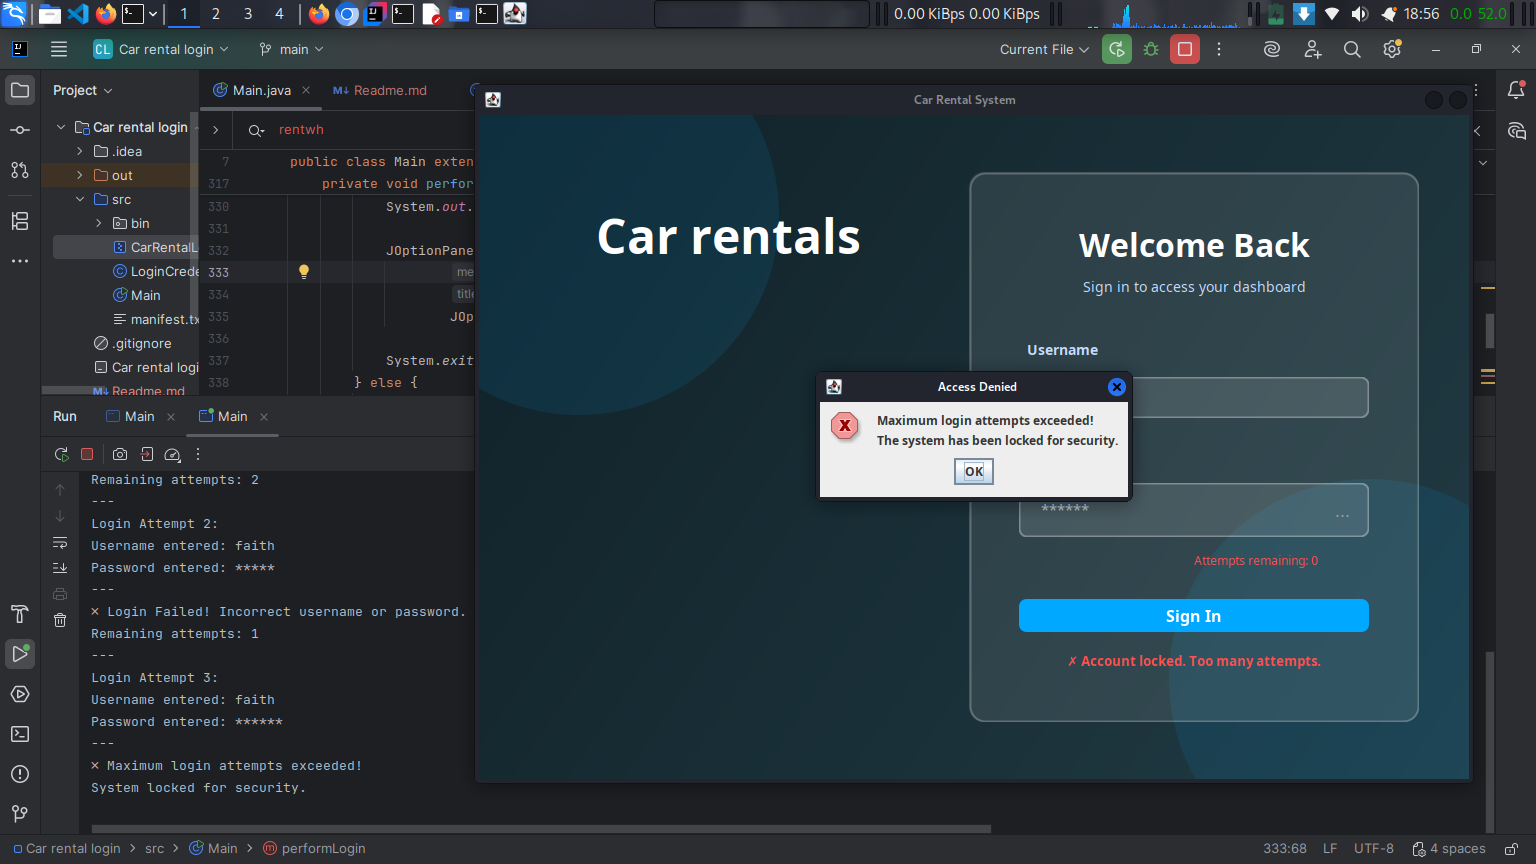 1 2 3 4
0.00 KiBps 0.00 KiBps
18:56 0.0 52.0
CL Car rental login
main
Current File
Project
Main.java
Readme.md
Car rental login
.idea
out
src
bin
CarRentalL
LoginCrede
Main
manifest.tx
.gitignore
Car rental logi
Readme.md
rentwh
7 public class Main exten
317 private void perfor
330 System.out.
331
332 JOptionPane
333 me
334 title
335 JOp
336
337 System.exit
338 } else {
Car Rental System
Car rentals
Welcome Back
Sign in to access your dashboard
Username
Access Denied
Maximum login attempts exceeded!
The system has been locked for security.
OK
****** ...
Attempts remaining: 0
Sign In
✗ Account locked. Too many attempts.
Run
Main
Main
Remaining attempts: 2
---
Login Attempt 2:
Username entered: faith
Password entered: *****
---
✕ Login Failed! Incorrect username or password.
Remaining attempts: 1
---
Login Attempt 3:
Username entered: faith
Password entered: ******
---
✕ Maximum login attempts exceeded!
System locked for security.
Car rental login > src > Main > performLogin
333:68 LF UTF-8 4 spaces